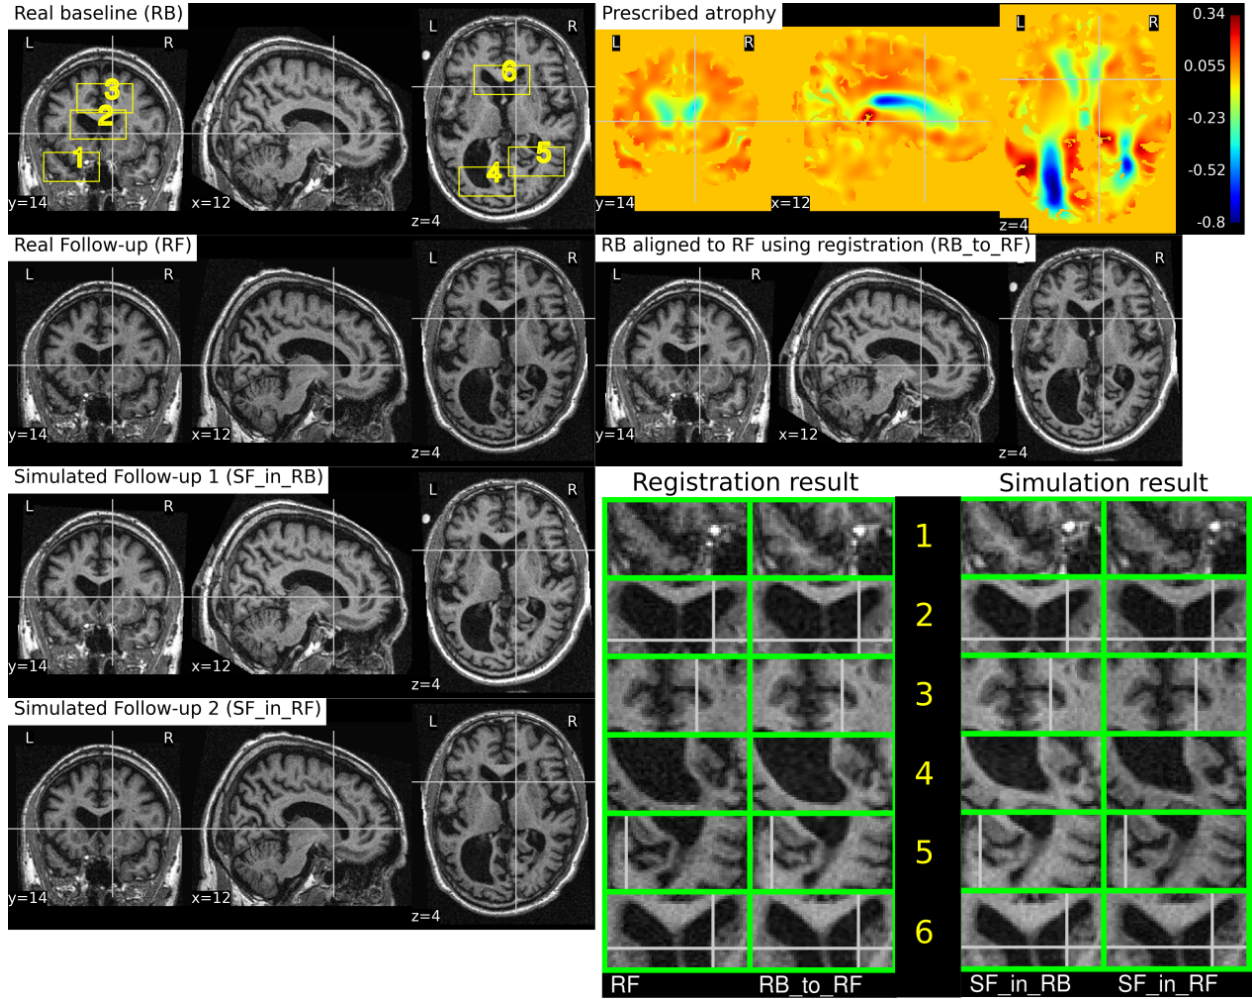 Real baseline (RB)
L
R
3
2
1
y=14
x=12
6
5
4
z=4
Prescribed atrophy
L
R
y=14
x=12
L
R
z=4
0.34
0.055
-0.23
-0.52
-0.8
Real Follow-up (RF)
L
R
y=14
x=12
L
R
z=4
RB aligned to RF using registration (RB_to_RF)
L
R
y=14
x=12
R
z=4
Simulated Follow-up 1 (SF_in_RB)
L
R
y=14
x=12
L
R
z=4
Simulated Follow-up 2 (SF_in_RF)
L
R
y=14
x=12
L
R
z=4
Registration result
Simulation result
1
2
3
4
5
6
RF
RB_to_RF
SF_in_RB
SF_in_RF